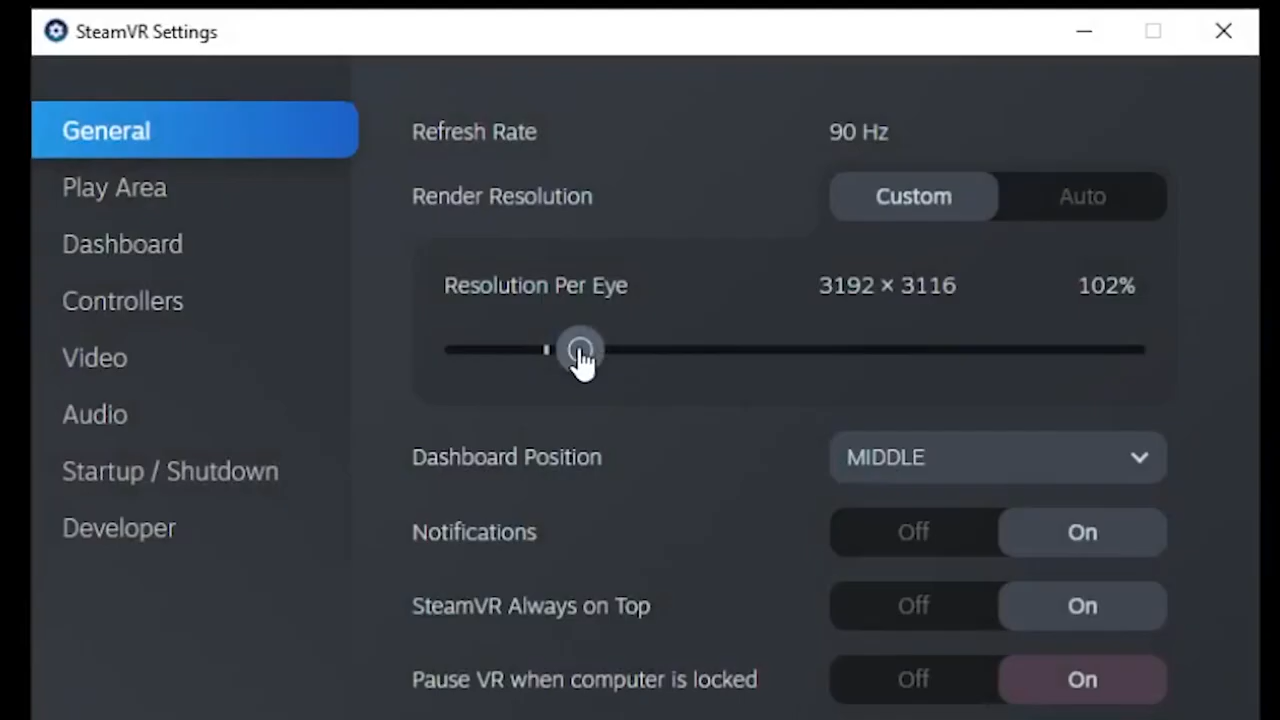 SteamVR Settings
General
Play Area
Dashboard
Controllers
Video
Audio
Startup / Shutdown
Developer
Refresh Rate 90 Hz
Render Resolution Custom Auto
Resolution Per Eye 3192 × 3116 102%
Dashboard Position MIDDLE
Notifications Off On
SteamVR Always on Top Off On
Pause VR when computer is locked Off On